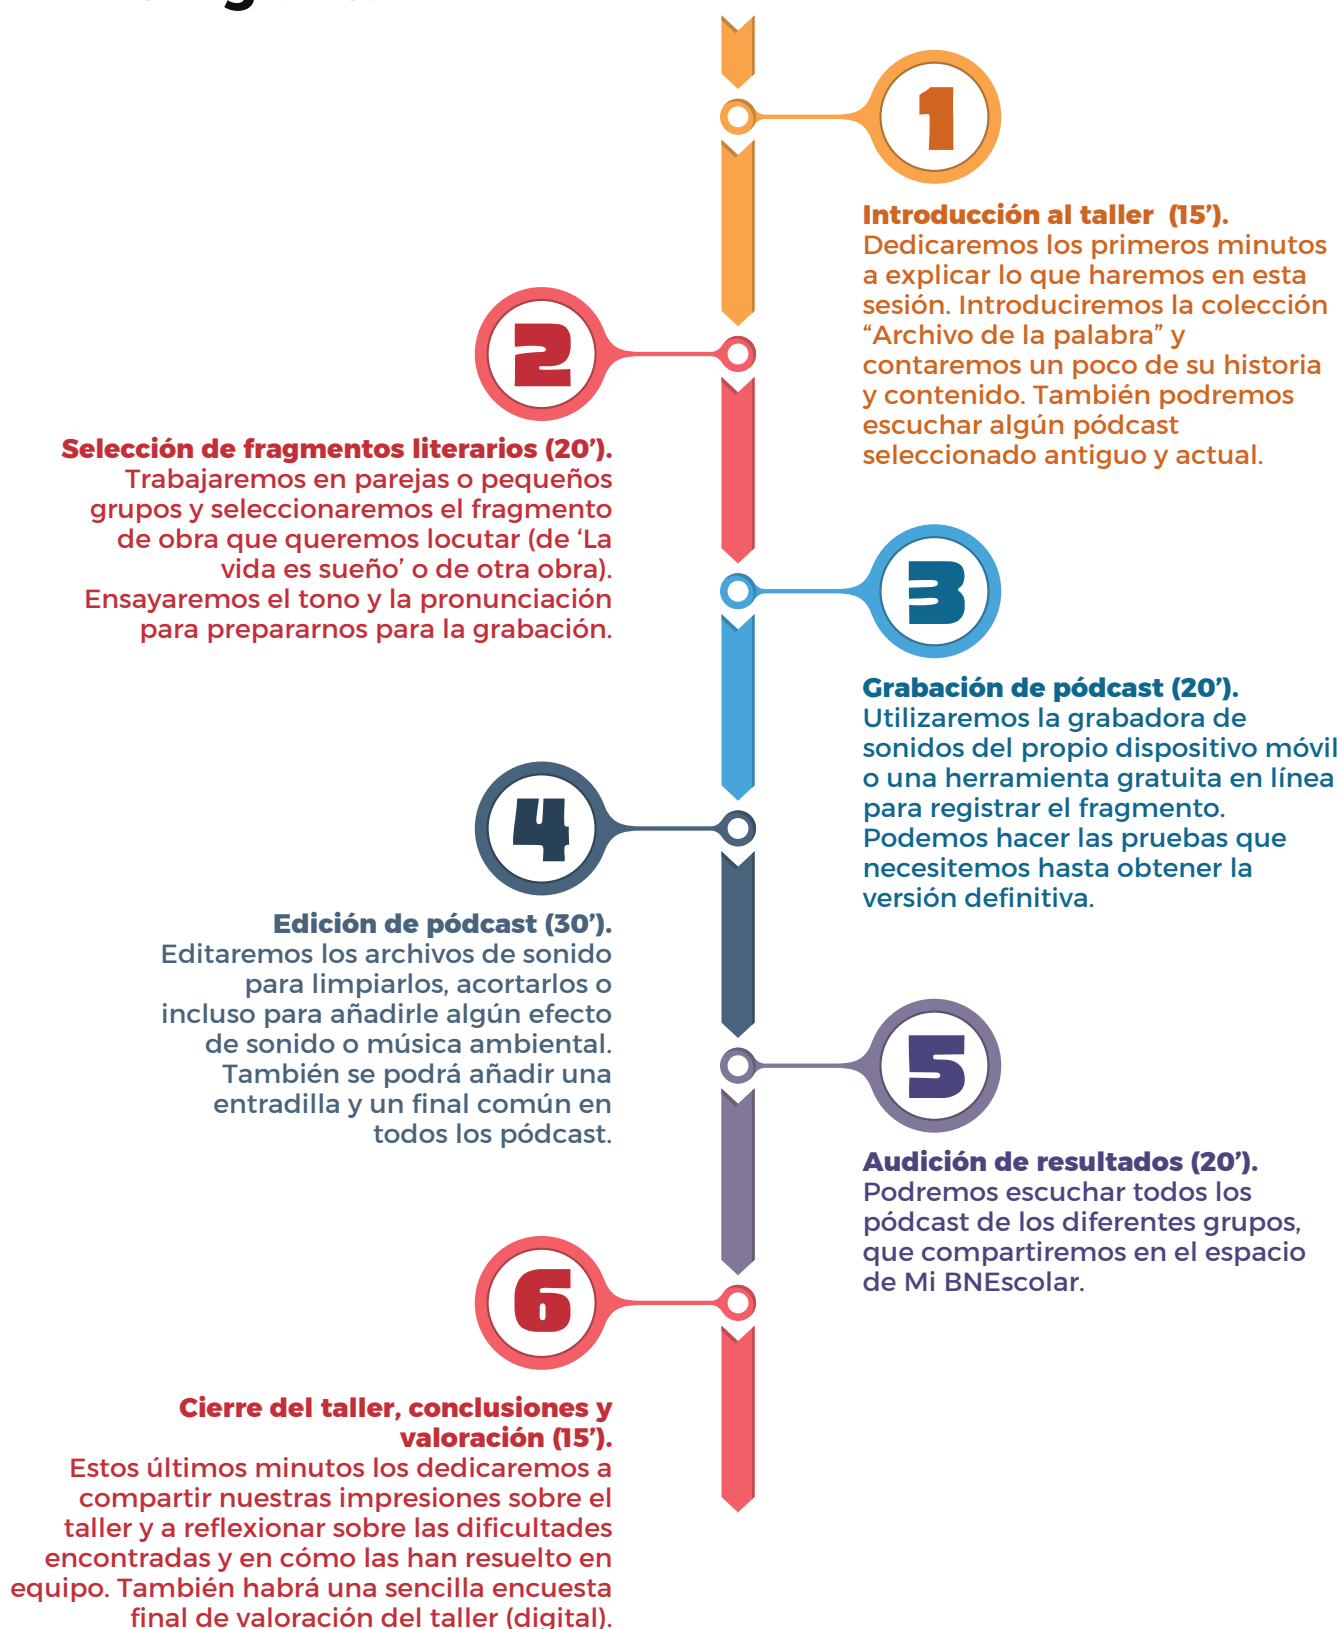 1
Introducción al taller (15’).
Dedicaremos los primeros minutos
a explicar lo que haremos en esta
sesión. Introduciremos la colección
“Archivo de la palabra” y
contaremos un poco de su historia
y contenido. También podremos
escuchar algún pódcast
seleccionado antiguo y actual.
2
Selección de fragmentos literarios (20’).
Trabajaremos en parejas o pequeños
grupos y seleccionaremos el fragmento
de obra que queremos locutar (de ‘La
vida es sueño’ o de otra obra).
Ensayaremos el tono y la pronunciación
para prepararnos para la grabación.
3
Grabación de pódcast (20’).
Utilizaremos la grabadora de
sonidos del propio dispositivo móvil
o una herramienta gratuita en línea
para registrar el fragmento.
Podemos hacer las pruebas que
necesitemos hasta obtener la
versión definitiva.
4
Edición de pódcast (30’).
Editaremos los archivos de sonido
para limpiarlos, acortarlos o
incluso para añadirle algún efecto
de sonido o música ambiental.
También se podrá añadir una
entradilla y un final común en
todos los pódcast.
5
Audición de resultados (20’).
Podremos escuchar todos los
pódcast de los diferentes grupos,
que compartiremos en el espacio
de Mi BNEscolar.
6
Cierre del taller, conclusiones y
valoración (15’).
Estos últimos minutos los dedicaremos a
compartir nuestras impresiones sobre el
taller y a reflexionar sobre las dificultades
encontradas y en cómo las han resuelto en
equipo. También habrá una sencilla encuesta
final de valoración del taller (digital).